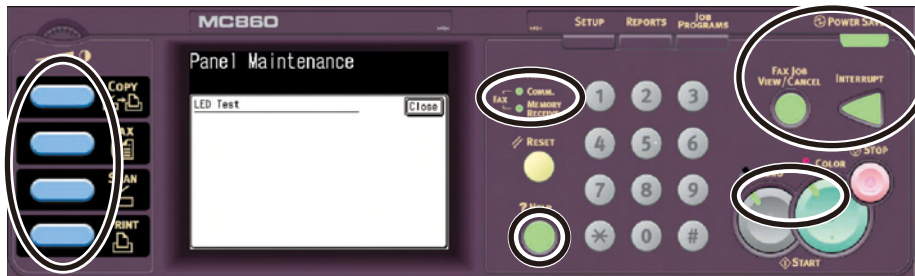 MC860
SETUP
REPORTS
JOB
PROGRAMS
POWER SAVE
Panel Maintenance
LED Test
Close
COPY
FAX
SCAN
PRINT
FAX
COMM.
MEMORY
RECEIVE
RESET
HELP
1 2 3
4 5 6
7 8 9
* 0 #
FAX JOB
VIEW/CANCEL
INTERRUPT
STOP
COLOR
START